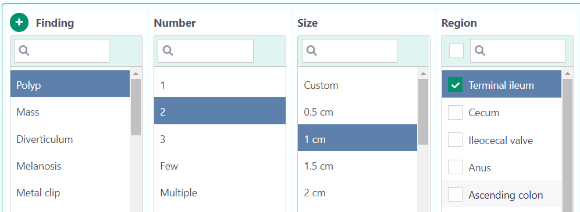 Finding Number Size Region
Polyp 1 Custom Terminal ileum
Mass 2 0.5 cm Cecum
Diverticulum 3 1 cm Ileocecal valve
Melanosis Few 1.5 cm Anus
Metal clip Multiple 2 cm Ascending colon